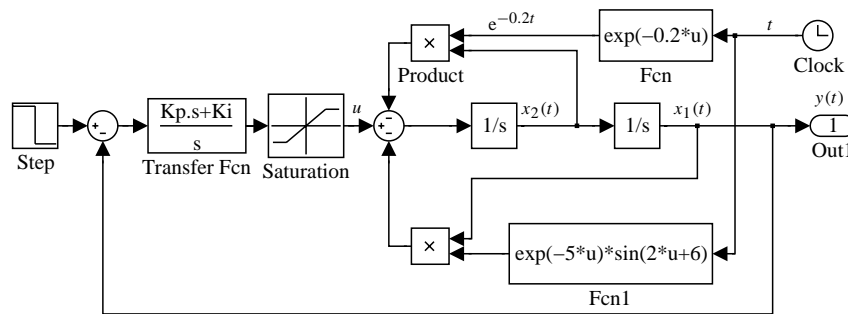 e^{-0.2t}
exp(−0.2*u)
t
×
Product
Fcn
Clock
Kp.s+Ki
s
u
1/s
x_2(t)
1/s
x_1(t)
y(t)
1
+
−
−
+
−
Step
Transfer Fcn
Saturation
Out1
×
exp(−5*u)*sin(2*u+6)
Fcn1